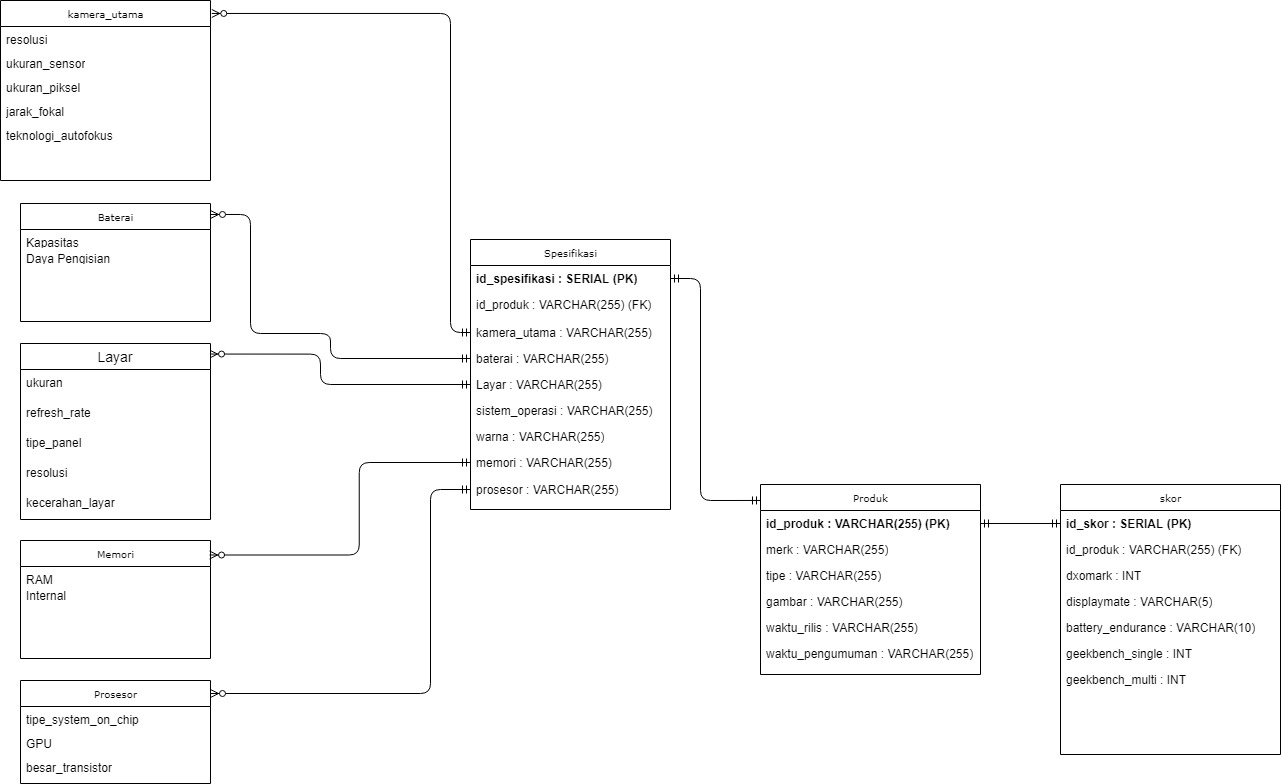 kamera_utama
resolusi
ukuran_sensor
ukuran_piksel
jarak_fokal
teknologi_autofokus
Baterai
Kapasitas
Daya Pengisian
Layar
ukuran
refresh_rate
tipe_panel
resolusi
kecerahan_layar
Memori
RAM
Internal
Prosesor
tipe_system_on_chip
GPU
besar_transistor
Spesifikasi
id_spesifikasi : SERIAL (PK)
id_produk : VARCHAR(255) (FK)
kamera_utama : VARCHAR(255)
baterai : VARCHAR(255)
Layar : VARCHAR(255)
sistem_operasi : VARCHAR(255)
warna : VARCHAR(255)
memori : VARCHAR(255)
prosesor : VARCHAR(255)
Produk
id_produk : VARCHAR(255) (PK)
merk : VARCHAR(255)
tipe : VARCHAR(255)
gambar : VARCHAR(255)
waktu_rilis : VARCHAR(255)
waktu_pengumuman : VARCHAR(255)
skor
id_skor : SERIAL (PK)
id_produk : VARCHAR(255) (FK)
dxomark : INT
displaymate : VARCHAR(5)
battery_endurance : VARCHAR(10)
geekbench_single : INT
geekbench_multi : INT